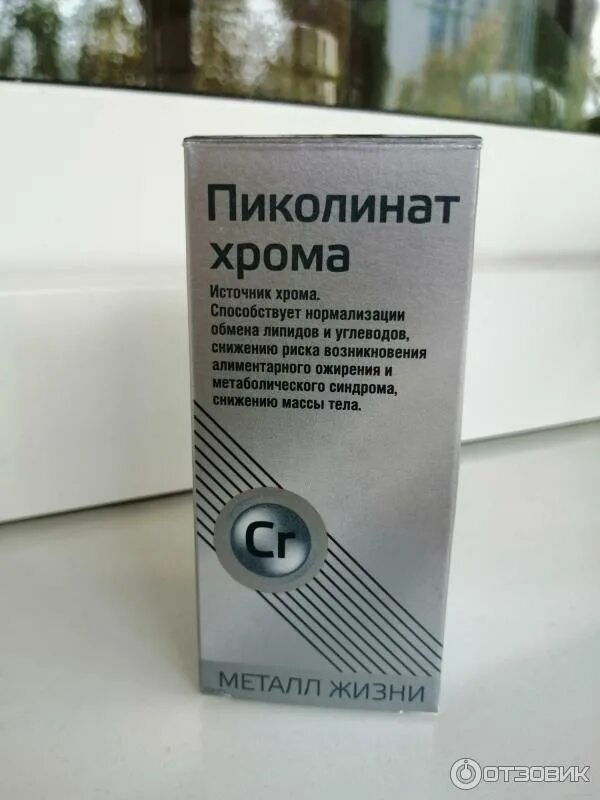 Пиколинат
хрома
Источник хрома.
Способствует нормализации
обмена липидов и углеводов,
снижению риска возникновения
алиментарного ожирения и
метаболического синдрома,
снижению массы тела.
Cr
МЕТАЛЛ ЖИЗНИ
ОТЗОВИК